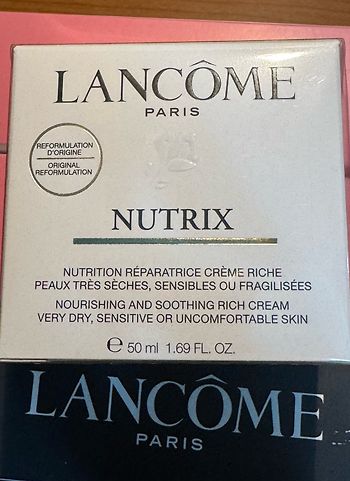 LANCÔME
PARIS
REFORMULATION
D'ORIGINE
ORIGINAL
REFORMULATION
NUTRIX
NUTRITION RÉPARATRICE CRÈME RICHE
PEAUX TRÈS SÈCHES, SENSIBLES OU FRAGILISÉES
NOURISHING AND SOOTHING RICH CREAM
VERY DRY, SENSITIVE OR UNCOMFORTABLE SKIN
℮ 50 ml 1.69 FL. OZ.
LANCÔME
PARIS